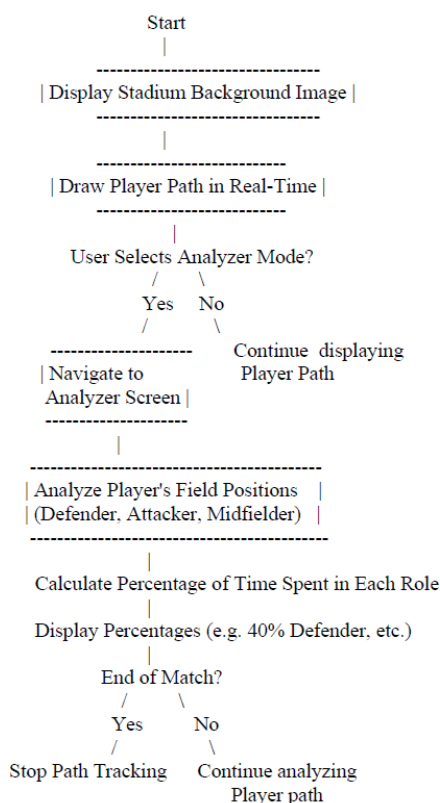 Start
|
---------------------------------
| Display Stadium Background Image |
---------------------------------
|
----------------------------
| Draw Player Path in Real-Time |
----------------------------
|
User Selects Analyzer Mode?
/ \
Yes No
/ \
--------------------- Continue displaying
| Navigate to Player Path
Analyzer Screen |
---------------------
|
-------------------------------------------
| Analyze Player's Field Positions |
| (Defender, Attacker, Midfielder) |
--------------------------------------------
|
Calculate Percentage of Time Spent in Each Role
|
Display Percentages (e.g. 40% Defender, etc.)
|
End of Match?
/ \
Yes No
/ \
Stop Path Tracking Continue analyzing
Player path